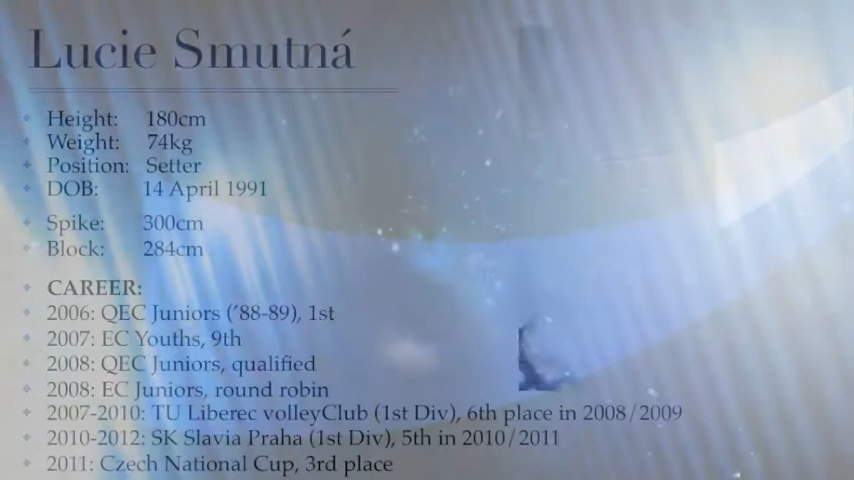 Lucie Smutná
Height: 180cm
Weight: 74kg
Position: Setter
DOB: 14 April 1991
Spike: 300cm
Block: 284cm
CAREER:
2006: QEC Juniors ('88-89), 1st
2007: EC Youths, 9th
2008: QEC Juniors, qualified
2008: EC Juniors, round robin
2007-2010: TU Liberec volleyClub (1st Div), 6th place in 2008/2009
2010-2012: SK Slavia Praha (1st Div), 5th in 2010/2011
2011: Czech National Cup, 3rd place